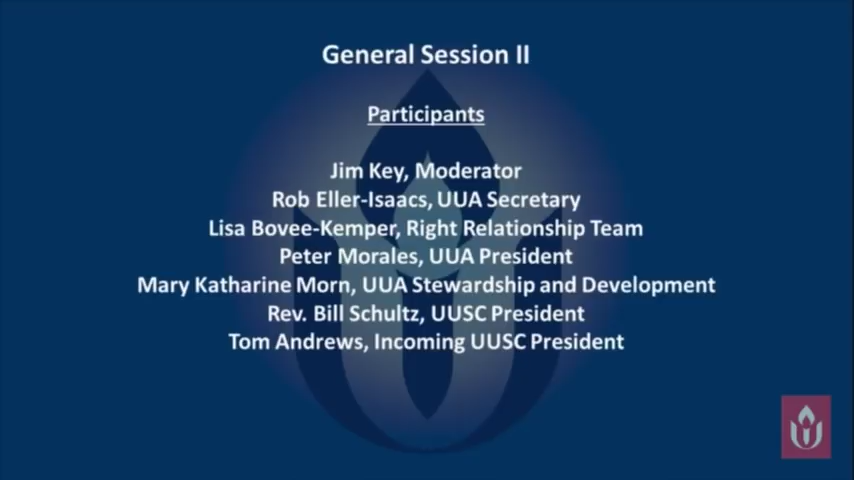 General Session II
Participants
Jim Key, Moderator
Rob Eller-Isaacs, UUA Secretary
Lisa Bovee-Kemper, Right Relationship Team
Peter Morales, UUA President
Mary Katharine Morn, UUA Stewardship and Development
Rev. Bill Schultz, UUSC President
Tom Andrews, Incoming UUSC President